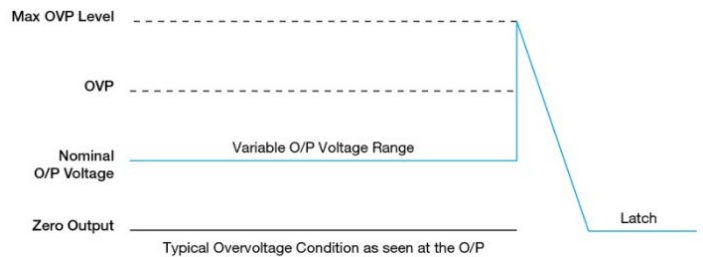 Max OVP Level
OVP
Variable O/P Voltage Range
Nominal
O/P Voltage
Zero Output
Latch
Typical Overvoltage Condition as seen at the O/P